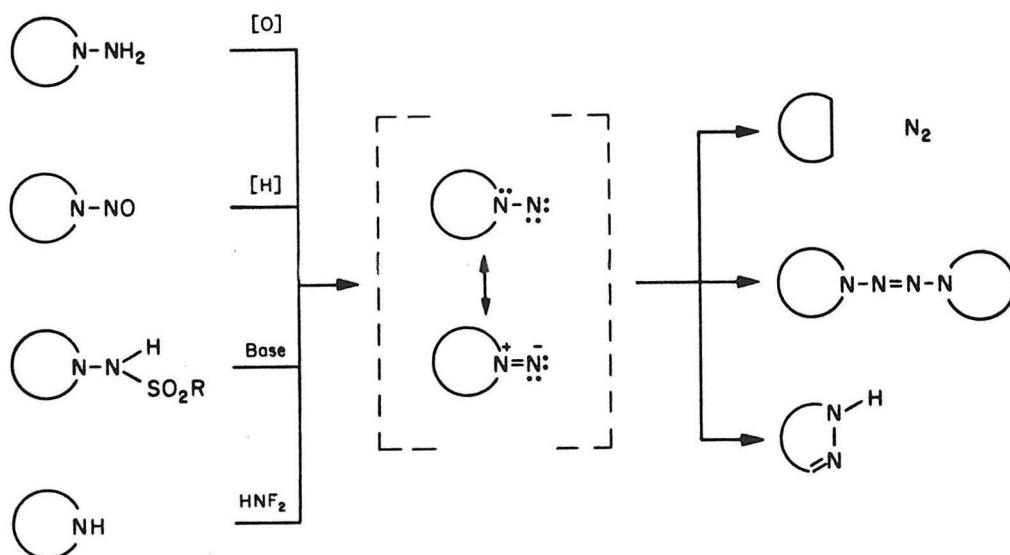 N-NH₂ [O]
N-NO [H]
N-N H SO₂R Base
NH HNF₂
N̈-N̈:
N⁺=N̈⁻:
N₂
N-N=N-N
N-H
N